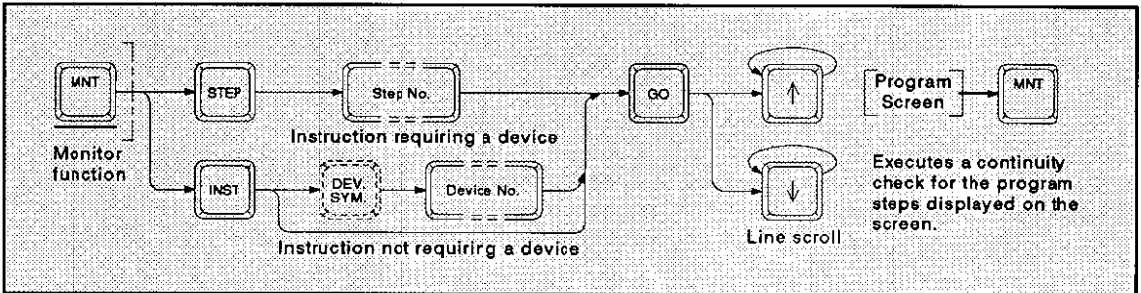 MNT
STEP
Step No.
GO
↑
Program
Screen
MNT
Instruction requiring a device
Monitor
function
INST
DEV.
SYM.
Device No.
↓
Executes a continuity
check for the program
steps displayed on the
screen.
Instruction not requiring a device
Line scroll